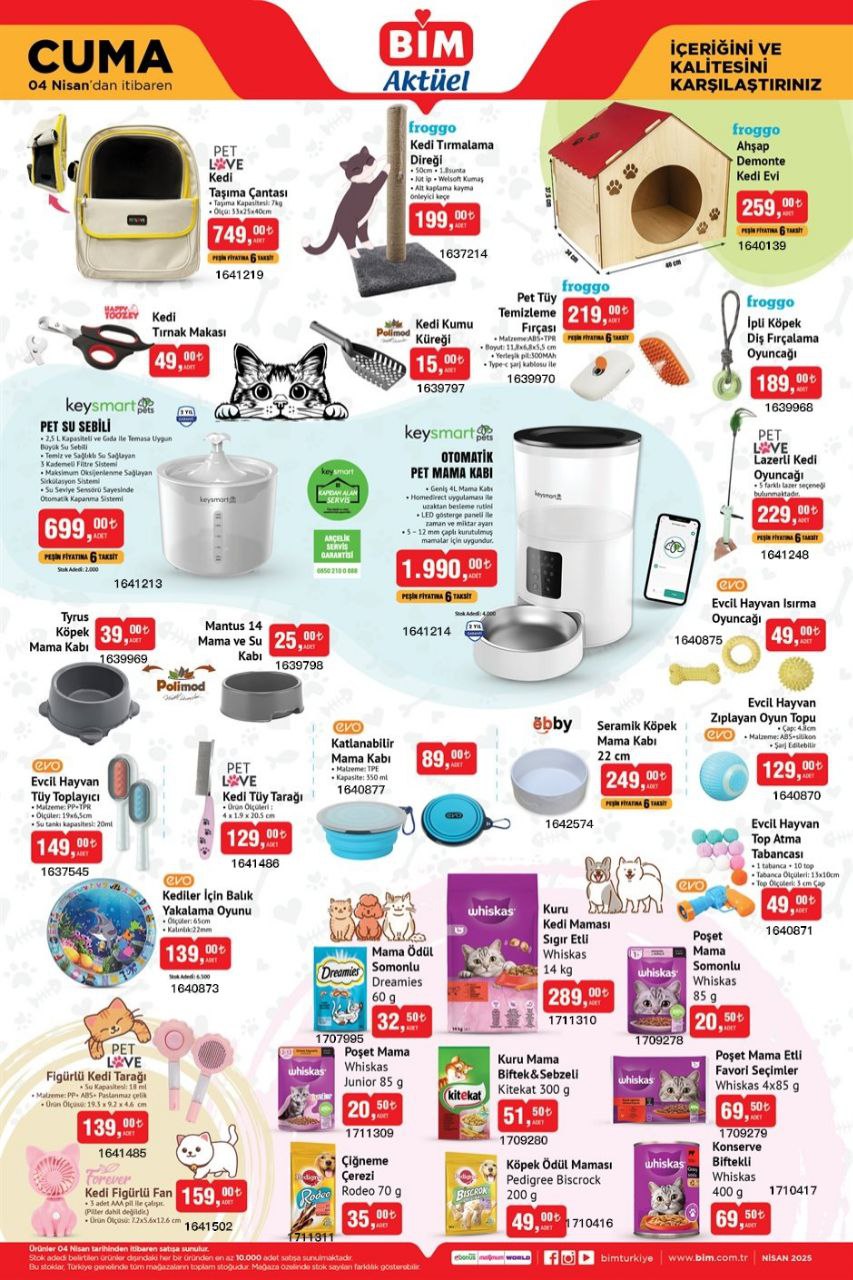 CUMA
04 Nisan'dan itibaren
BİM
Aktüel
İÇERİĞİNİ VE
KALİTESİNİ
KARŞILAŞTIRINIZ
PET
LOVE
Kedi
Taşıma Çantası
• Taşıma Kapasitesi: 7kg
• Ölçü: 33x25x40cm
749,00₺
ADET
PEŞİN FİYATINA 6 TAKSİT
1641219
froggo
Kedi Tırmalama
Direği
• 50cm • 1.8sunta
• Jüt ip • Welsoft Kumaş
• Alt kaplama kayma
önleyici keçe
199,00₺
ADET
1637214
froggo
Ahşap
Demonte
Kedi Evi
259,00₺
ADET
PEŞİN FİYATINA 6 TAKSİT
1640139
HAPPY
TOOZEY
Kedi
Tırnak Makası
49,00₺
ADET
Polimod
Kedi Kumu
Küreği
15,00₺
ADET
1639797
froggo
Pet Tüy
Temizleme
Fırçası
• Malzeme:ABS+TPR
• Boyut: 11,8x6,8x5,5 cm
• Yerleşik pil:300MAh
• Type-c şarj kablosu ile
219,00₺
ADET
PEŞİN FİYATINA 6 TAKSİT
1639970
froggo
İpli Köpek
Diş Fırçalama
Oyuncağı
189,00₺
ADET
1639968
keysmart pets
PET SU SEBİLİ
• 2,5 L Kapasiteli ve Gıda ile Temasa Uygun
Büyük Su Sebili
• Temiz ve Sağlıklı Su Sağlayan
3 Kademeli Filtre Sistemi
• Maksimum Oksijenlenme Sağlayan
Sirkülasyon Sistemi
• Su Seviye Sensörü Sayesinde
Otomatik Kapanma Sistemi
699,00₺
ADET
PEŞİN FİYATINA 6 TAKSİT
Stok Adedi: 2.000
1641213
keysmart
keysmart
KAPIDAN ALAN
SERVİS
ARÇELİK
SERVİS
GARANTİSİ
0850 210 0 888
keysmart pets
OTOMATİK
PET MAMA KABI
• Geniş 4L Mama Kabı
• Homedirect uygulaması ile
uzaktan besleme rutini
• LED gösterge paneli ile
zaman ve miktar ayarı
• 5 – 12 mm çaplı kurutulmuş
mamalar için uygundur.
1.990,00₺
ADET
PEŞİN FİYATINA 6 TAKSİT
Stok Adedi: 4.000
1641214
keysmart
PET
LOVE
Lazerli Kedi
Oyuncağı
• 5 farklı lazer seçeneği
bulunmaktadır.
229,00₺
ADET
PEŞİN FİYATINA 6 TAKSİT
1641248
evo
Evcil Hayvan Isırma
Oyuncağı
49,00₺
ADET
1640875
Tyrus
Köpek
Mama Kabı
39,00₺
ADET
1639969
Polimod
Mantus 14
Mama ve Su
Kabı
25,00₺
ADET
1639798
evo
Evcil Hayvan
Tüy Toplayıcı
• Malzeme: PP+TPR
• Ölçüler: 19x6,5cm
• Su tankı kapasitesi: 20ml
149,00₺
ADET
1637545
PET
LOVE
Kedi Tüy Tarağı
• Ürün Ölçüleri :
4 x 1.9 x 20.5 cm
129,00₺
ADET
1641486
evo
Katlanabilir
Mama Kabı
• Malzeme: TPE
• Kapasite: 350 ml
1640877
89,00₺
ADET
ebby
Seramik Köpek
Mama Kabı
22 cm
249,00₺
ADET
PEŞİN FİYATINA 6 TAKSİT
1642574
Evcil Hayvan
Zıplayan Oyun Topu
evo
• Çap: 4.8cm
• Malzeme: ABS+silikon
• Şarj Edilebilir
129,00₺
ADET
1640870
Evcil Hayvan
Top Atma
Tabancası
• 1 tabanca • 10 top
• Tabanca Ölçüleri: 13x10cm
• Top Ölçüleri: 3 cm Çap
evo
49,00₺
ADET
1640871
evo
Kediler İçin Balık
Yakalama Oyunu
• Ölçüler: 65cm
• Kalınlık:22mm
139,00₺
ADET
Stok Adedi: 6.500
1640873
Dreamies
Mama Ödül
Somonlu
Dreamies
60 g
32,50₺
ADET
1707995
whiskas
Kuru
Kedi Maması
Sığır Etli
Whiskas
14 kg
289,00₺
ADET
1711310
whiskas
Poşet
Mama
Somonlu
Whiskas
85 g
20,50₺
ADET
1709278
PET
LOVE
Figürlü Kedi Tarağı
• Su Kapasitesi: 18 ml
• Malzeme: PP+ ABS+ Paslanmaz çelik
• Ürün Ölçüsü: 19.3 x 9.2 x 4.6 cm
139,00₺
ADET
1641485
whiskas
Poşet Mama
Whiskas
Junior 85 g
20,50₺
ADET
1711309
kitekat
Kuru Mama
Biftek&Sebzeli
Kitekat 300 g
51,50₺
ADET
1709280
whiskas
Poşet Mama Etli
Favori Seçimler
Whiskas 4x85 g
69,50₺
ADET
1709279
Forever
Kedi Figürlü Fan
• 3 adet AAA pil ile çalışır.
(Pil dahil değildir.)
• Ürün Ölçüsü: 7.2x5.6x12.6 cm
159,00₺
ADET
1641502
Pedigree
Rodeo
Çiğneme
Çerezi
Rodeo 70 g
35,00₺
ADET
1711311
Pedigree
BISCROK
Köpek Ödül Maması
Pedigree Biscrock
200 g
49,00₺
ADET
1710416
whiskas
Konserve
Biftekli
Whiskas
400 g
1710417
69,50₺
ADET
Ürünler 04 Nisan tarihinden itibaren satışa sunulur.
Stok adedi belirtilen ürünler dışındaki her bir üründen en az 10.000 adet satışa sunulmaktadır.
Bu stoklar, Türkiye genelinde tüm mağazaların toplam stoğudur. Mağaza özelinde stok sayıları farklılık gösterebilir.
bonus maximum WORLD
bimturkiye
www.bim.com.tr
NİSAN 2025